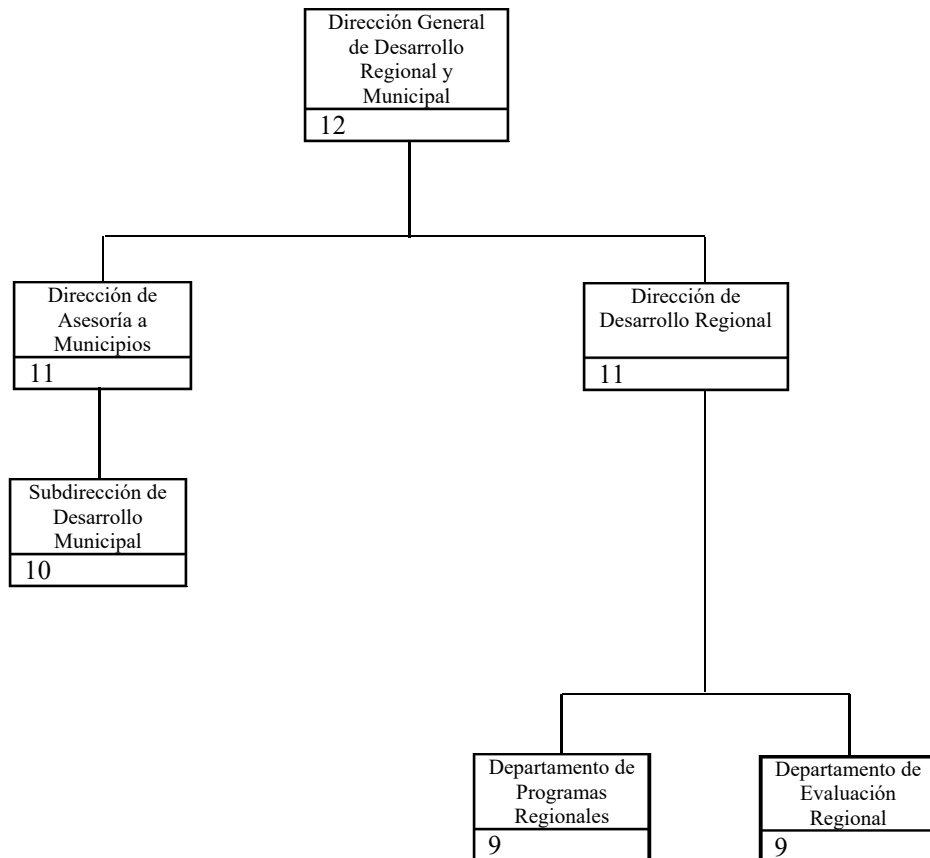 Dirección General
de Desarrollo
Regional y
Municipal
12
Dirección de
Asesoría a
Municipios
11
Dirección de
Desarrollo Regional
11
Subdirección de
Desarrollo
Municipal
10
Departamento de
Programas
Regionales
9
Departamento de
Evaluación
Regional
9